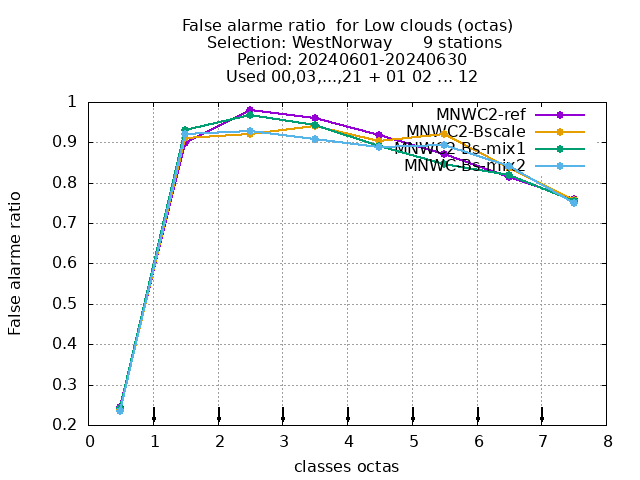 False alarme ratio  for Low clouds (octas)
Selection: WestNorway      9 stations
Period: 20240601-20240630
Used 00,03,...,21 + 01 02 ... 12
False alarme ratio
1
0.9
0.8
0.7
0.6
0.5
0.4
0.3
0.2
MNWC2-ref
MNWC2-Bscale
MNWC2-Bs-mix1
MNWC-Bs-mix2
0 1 2 3 4 5 6 7 8
classes octas